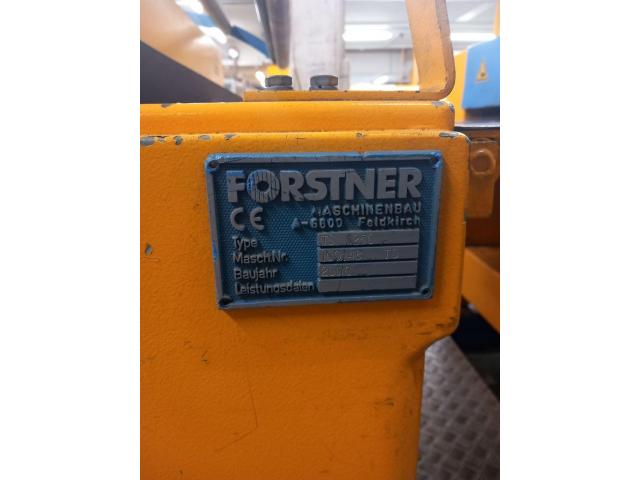 FORSTNER
CE MASCHINENBAU
A-6800 Feldkirch
Type
Masch.Nr.
Baujahr
Leistungsdaten